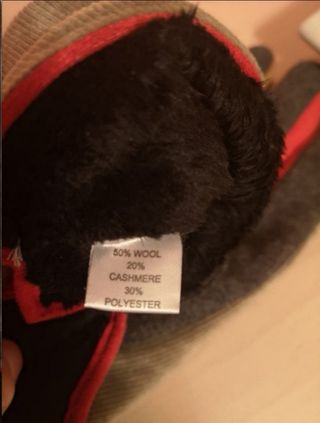 50% WOOL
20%
CASHMERE
30%
POLYESTER